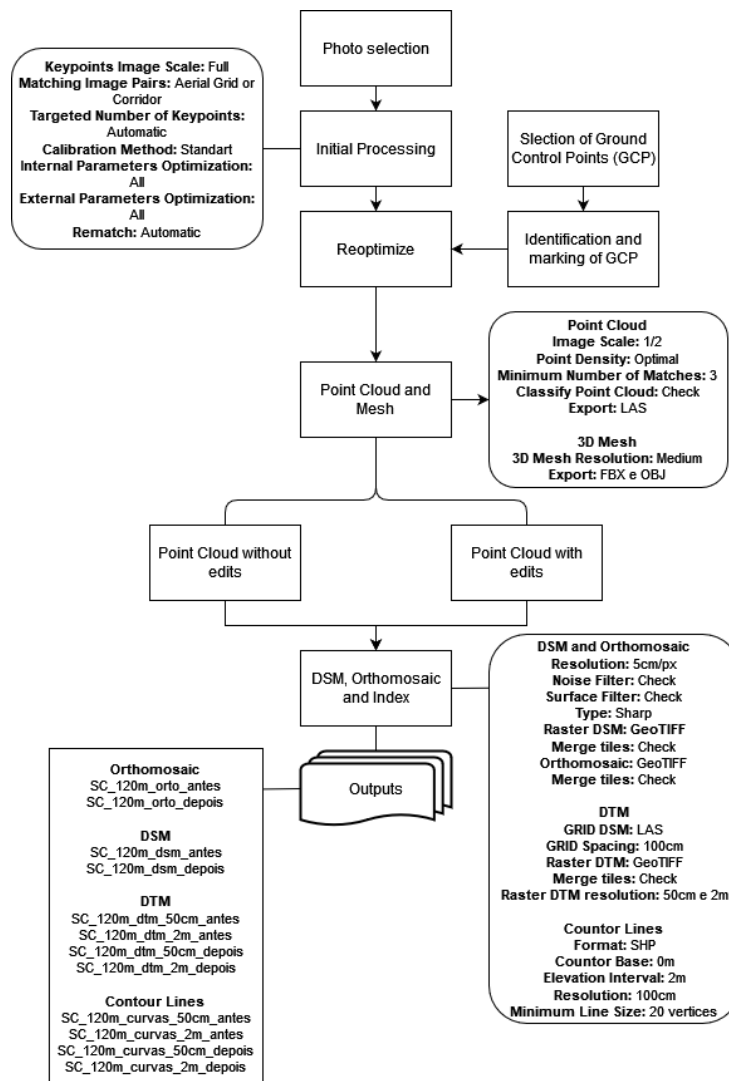 Photo selection
Keypoints Image Scale: Full
Matching Image Pairs: Aerial Grid or
Corridor
Targeted Number of Keypoints:
Automatic
Calibration Method: Standart
Internal Parameters Optimization:
All
External Parameters Optimization:
All
Rematch: Automatic
Initial Processing
Slection of Ground
Control Points (GCP)
Reoptimize
Identification and
marking of GCP
Point Cloud and
Mesh
Point Cloud
Image Scale: 1/2
Point Density: Optimal
Minimum Number of Matches: 3
Classify Point Cloud: Check
Export: LAS
3D Mesh
3D Mesh Resolution: Medium
Export: FBX e OBJ
Point Cloud without
edits
Point Cloud with
edits
DSM, Orthomosaic
and Index
DSM and Orthomosaic
Resolution: 5cm/px
Noise Filter: Check
Surface Filter: Check
Type: Sharp
Raster DSM: GeoTIFF
Merge tiles: Check
Orthomosaic: GeoTIFF
Merge tiles: Check
DTM
GRID DSM: LAS
GRID Spacing: 100cm
Raster DTM: GeoTIFF
Merge tiles: Check
Raster DTM resolution: 50cm e 2m
Countor Lines
Format: SHP
Countor Base: 0m
Elevation Interval: 2m
Resolution: 100cm
Minimum Line Size: 20 vertices
Outputs
Orthomosaic
SC_120m_orto_antes
SC_120m_orto_depois
DSM
SC_120m_dsm_antes
SC_120m_dsm_depois
DTM
SC_120m_dtm_50cm_antes
SC_120m_dtm_2m_antes
SC_120m_dtm_50cm_depois
SC_120m_dtm_2m_depois
Contour Lines
SC_120m_curvas_50cm_antes
SC_120m_curvas_2m_antes
SC_120m_curvas_50cm_depois
SC_120m_curvas_2m_depois